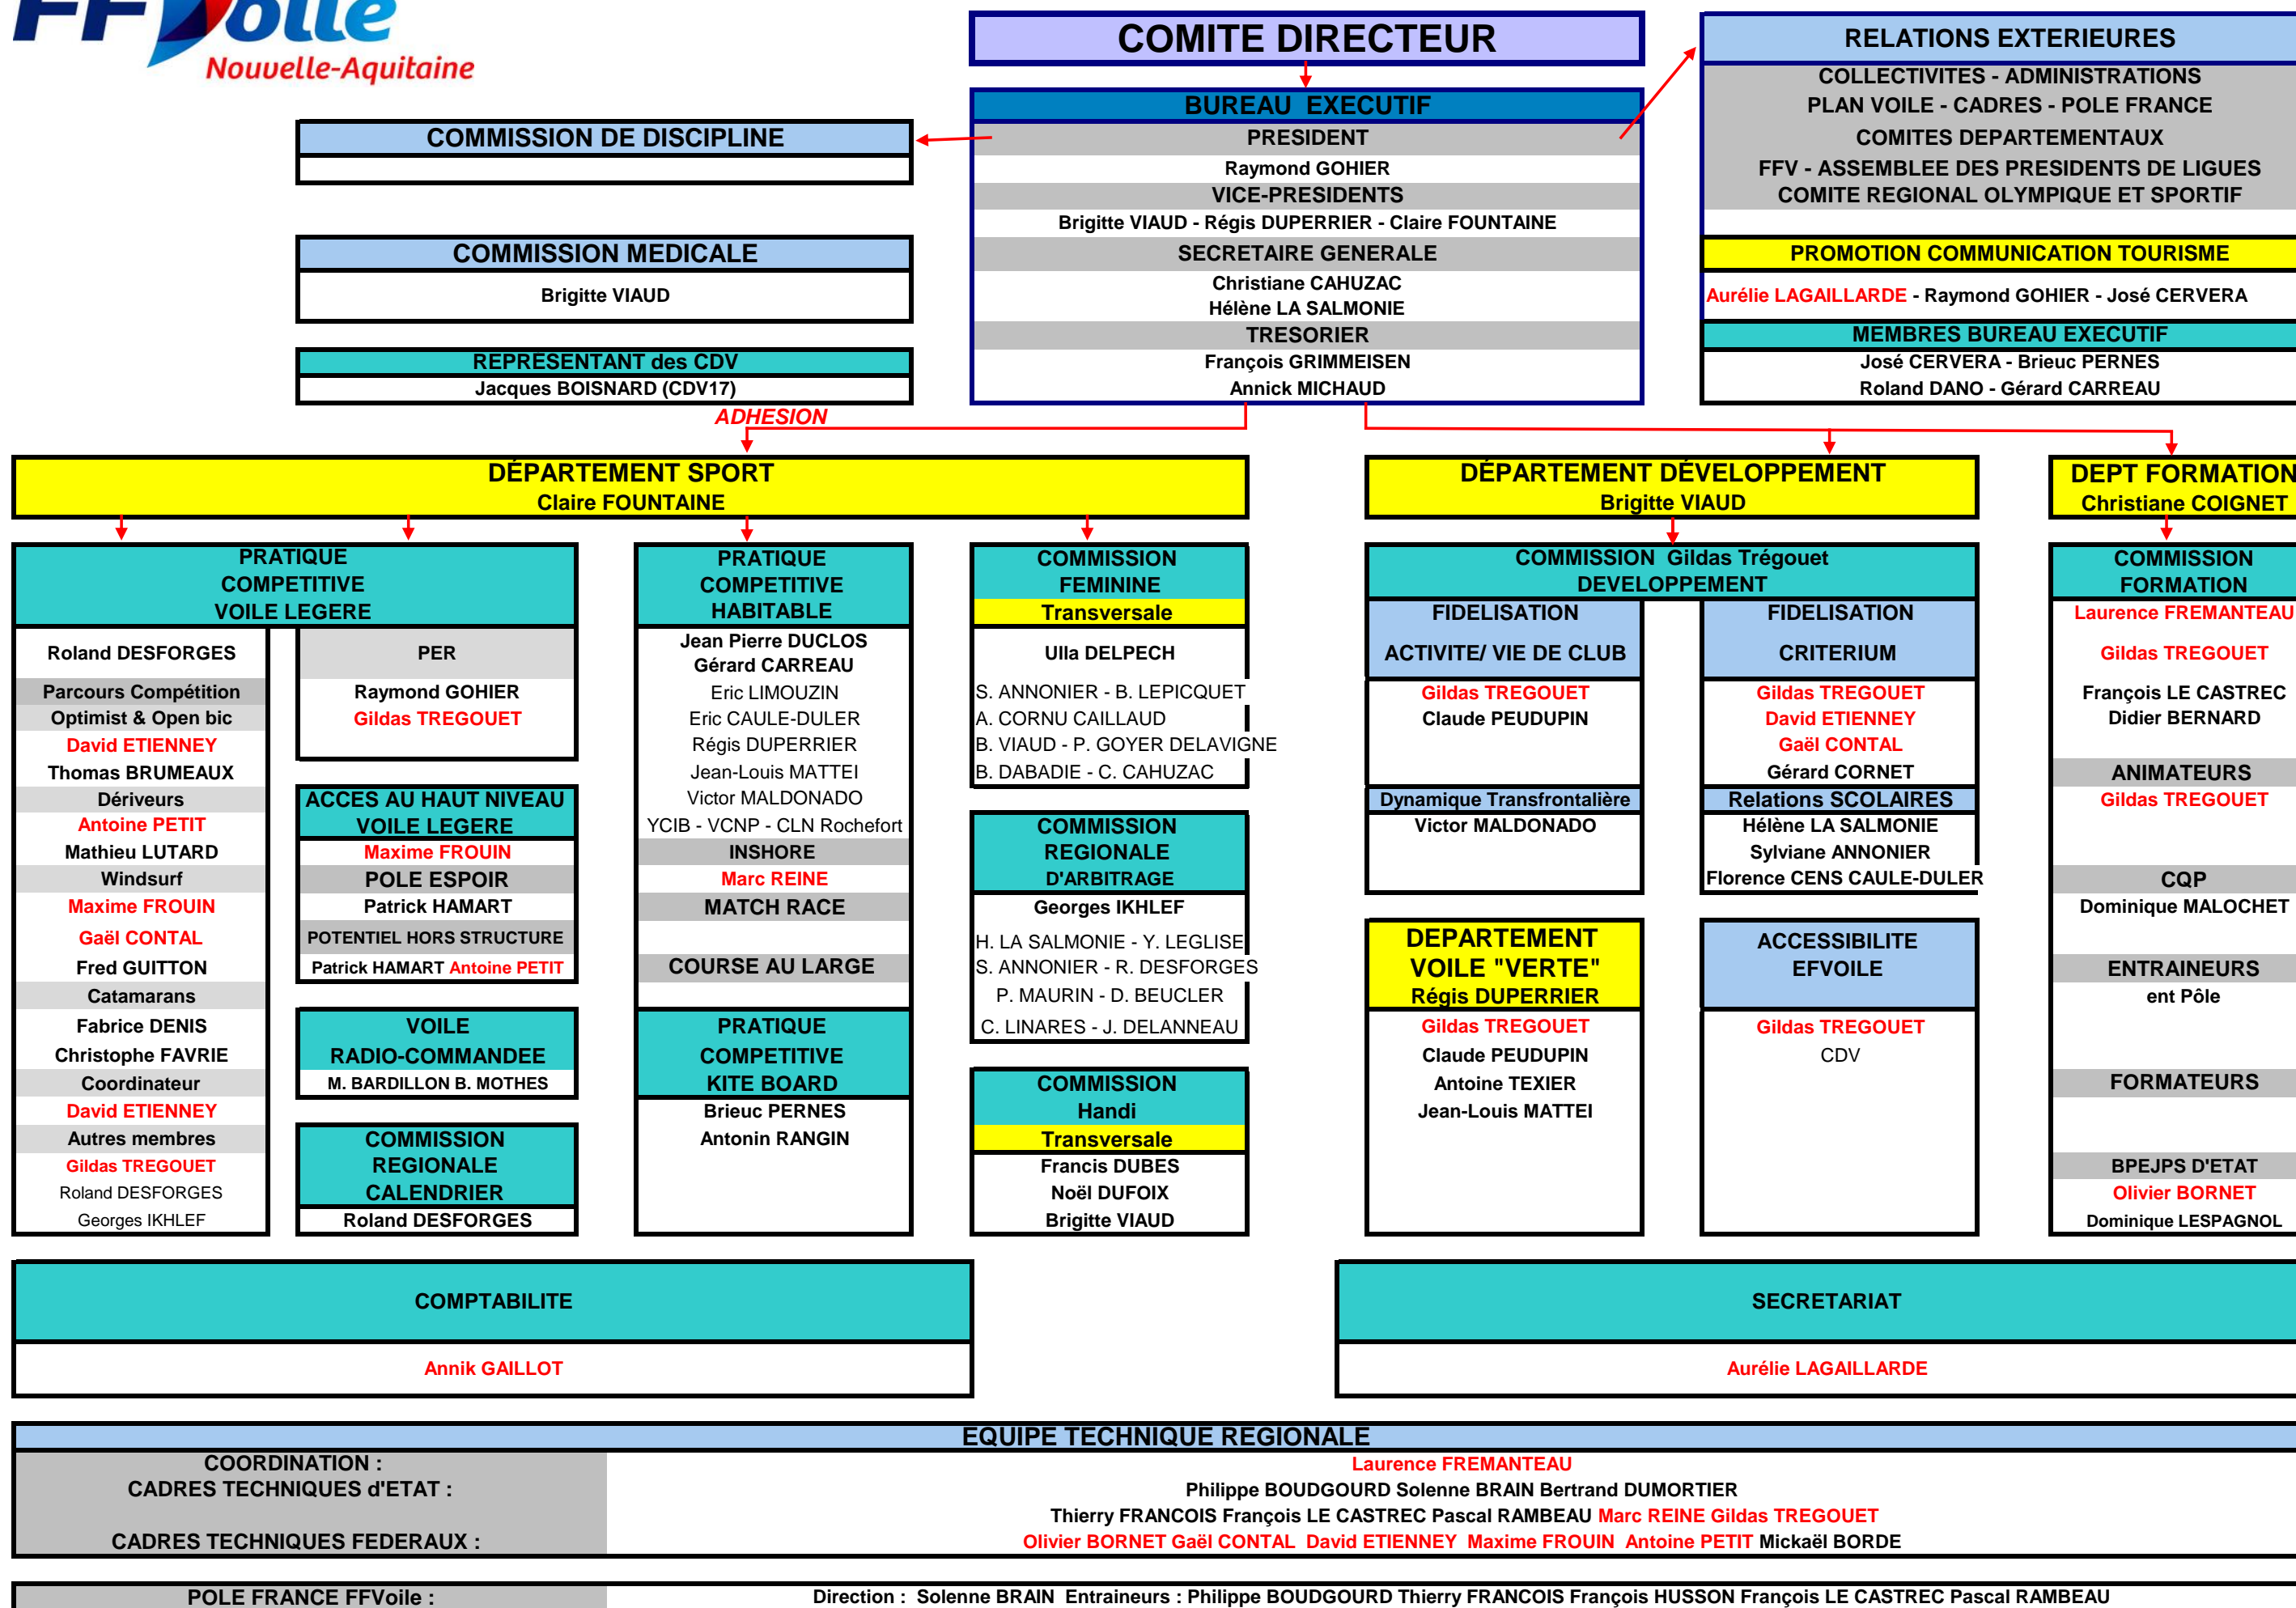 FFVoile
Nouvelle-Aquitaine
COMITE DIRECTEUR
BUREAU EXECUTIF
PRESIDENT
Raymond GOHIER
VICE-PRESIDENTS
Brigitte VIAUD - Régis DUPERRIER - Claire FOUNTAINE
SECRETAIRE GENERALE
Christiane CAHUZAC
Hélène LA SALMONIE
TRESORIER
François GRIMMEISEN
Annick MICHAUD
RELATIONS EXTERIEURES
COLLECTIVITES - ADMINISTRATIONS
PLAN VOILE - CADRES - POLE FRANCE
COMITES DEPARTEMENTAUX
FFV - ASSEMBLEE DES PRESIDENTS DE LIGUES
COMITE REGIONAL OLYMPIQUE ET SPORTIF
PROMOTION COMMUNICATION TOURISME
Aurélie LAGAILLARDE - Raymond GOHIER - José CERVERA
MEMBRES BUREAU EXECUTIF
José CERVERA - Brieuc PERNES
Roland DANO - Gérard CARREAU
COMMISSION DE DISCIPLINE
COMMISSION MEDICALE
Brigitte VIAUD
REPRÉSENTANT des CDV
Jacques BOISNARD (CDV17)
ADHESION
DÉPARTEMENT SPORT
Claire FOUNTAINE
PRATIQUE
COMPETITIVE
VOILE LEGERE
Roland DESFORGES
Parcours Compétition
Optimist & Open bic
David ETIENNEY
Thomas BRUMEAUX
Dériveurs
Antoine PETIT
Mathieu LUTARD
Windsurf
Maxime FROUIN
Gaël CONTAL
Fred GUITTON
Catamarans
Fabrice DENIS
Christophe FAVRIE
Coordinateur
David ETIENNEY
Autres membres
Gildas TREGOUET
Roland DESFORGES
Georges IKHLEF
PER
Raymond GOHIER
Gildas TREGOUET
ACCES AU HAUT NIVEAU
VOILE LEGERE
Maxime FROUIN
POLE ESPOIR
Patrick HAMART
POTENTIEL HORS STRUCTURE
Patrick HAMART Antoine PETIT
VOILE
RADIO-COMMANDEE
M. BARDILLON B. MOTHES
COMMISSION
REGIONALE
CALENDRIER
Roland DESFORGES
PRATIQUE
COMPETITIVE
HABITABLE
Jean Pierre DUCLOS
Gérard CARREAU
Eric LIMOUZIN
Eric CAULE-DULER
Régis DUPERRIER
Jean-Louis MATTEI
Victor MALDONADO
YCIB - VCNP - CLN Rochefort
INSHORE
Marc REINE
MATCH RACE
COURSE AU LARGE
PRATIQUE
COMPETITIVE
KITE BOARD
Brieuc PERNES
Antonin RANGIN
COMMISSION
FEMININE
Transversale
Ulla DELPECH
S. ANNONIER - B. LEPICQUET
A. CORNU CAILLAUD
B. VIAUD - P. GOYER DELAVIGNE
B. DABADIE - C. CAHUZAC
COMMISSION
REGIONALE
D'ARBITRAGE
Georges IKHLEF
H. LA SALMONIE - Y. LEGLISE
S. ANNONIER - R. DESFORGES
P. MAURIN - D. BEUCLER
C. LINARES - J. DELANNEAU
COMMISSION
Handi
Transversale
Francis DUBES
Noël DUFOIX
Brigitte VIAUD
DÉPARTEMENT DÉVELOPPEMENT
Brigitte VIAUD
COMMISSION Gildas Trégouet
DEVELOPPEMENT
FIDELISATION
ACTIVITE/ VIE DE CLUB
Gildas TREGOUET
Claude PEUDUPIN
Dynamique Transfrontalière
Victor MALDONADO
DEPARTEMENT
VOILE "VERTE"
Régis DUPERRIER
Gildas TREGOUET
Claude PEUDUPIN
Antoine TEXIER
Jean-Louis MATTEI
FIDELISATION
CRITERIUM
Gildas TREGOUET
David ETIENNEY
Gaël CONTAL
Gérard CORNET
Relations SCOLAIRES
Hélène LA SALMONIE
Sylviane ANNONIER
Florence CENS CAULE-DULER
ACCESSIBILITE
EFVOILE
Gildas TREGOUET
CDV
DEPT FORMATION
Christiane COIGNET
COMMISSION
FORMATION
Laurence FREMANTEAU
Gildas TREGOUET
François LE CASTREC
Didier BERNARD
ANIMATEURS
Gildas TREGOUET
CQP
Dominique MALOCHET
ENTRAINEURS
ent Pôle
FORMATEURS
BPEJPS D'ETAT
Olivier BORNET
Dominique LESPAGNOL
COMPTABILITE
Annik GAILLOT
SECRETARIAT
Aurélie LAGAILLARDE
EQUIPE TECHNIQUE REGIONALE
COORDINATION : Laurence FREMANTEAU
CADRES TECHNIQUES d'ETAT : Philippe BOUDGOURD Solenne BRAIN Bertrand DUMORTIER
Thierry FRANCOIS François LE CASTREC Pascal RAMBEAU Marc REINE Gildas TREGOUET
CADRES TECHNIQUES FEDERAUX : Olivier BORNET Gaël CONTAL David ETIENNEY Maxime FROUIN Antoine PETIT Mickaël BORDE
POLE FRANCE FFVoile : Direction : Solenne BRAIN Entraineurs : Philippe BOUDGOURD Thierry FRANCOIS François HUSSON François LE CASTREC Pascal RAMBEAU